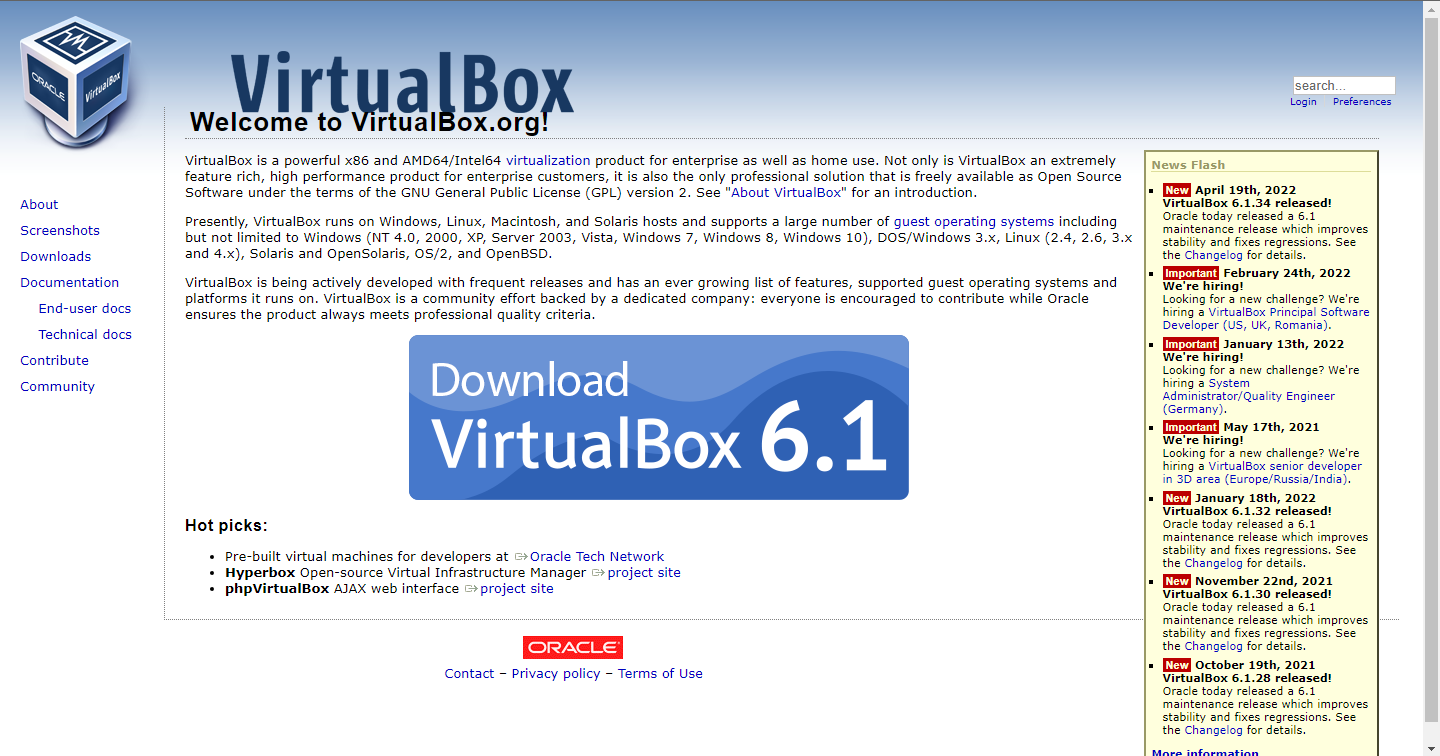 ORACLE
VirtualBox
VirtualBox
search...
Login Preferences
Welcome to VirtualBox.org!
About
Screenshots
Downloads
Documentation
End-user docs
Technical docs
Contribute
Community
VirtualBox is a powerful x86 and AMD64/Intel64 virtualization product for enterprise as well as home use. Not only is VirtualBox an extremely
feature rich, high performance product for enterprise customers, it is also the only professional solution that is freely available as Open Source
Software under the terms of the GNU General Public License (GPL) version 2. See "About VirtualBox" for an introduction.
Presently, VirtualBox runs on Windows, Linux, Macintosh, and Solaris hosts and supports a large number of guest operating systems including
but not limited to Windows (NT 4.0, 2000, XP, Server 2003, Vista, Windows 7, Windows 8, Windows 10), DOS/Windows 3.x, Linux (2.4, 2.6, 3.x
and 4.x), Solaris and OpenSolaris, OS/2, and OpenBSD.
VirtualBox is being actively developed with frequent releases and has an ever growing list of features, supported guest operating systems and
platforms it runs on. VirtualBox is a community effort backed by a dedicated company: everyone is encouraged to contribute while Oracle
ensures the product always meets professional quality criteria.
Download
VirtualBox 6.1
Hot picks:
Pre-built virtual machines for developers at Oracle Tech Network
Hyperbox Open-source Virtual Infrastructure Manager project site
phpVirtualBox AJAX web interface project site
News Flash
New April 19th, 2022
VirtualBox 6.1.34 released!
Oracle today released a 6.1
maintenance release which improves
stability and fixes regressions. See
the Changelog for details.
Important February 24th, 2022
We're hiring!
Looking for a new challenge? We're
hiring a VirtualBox Principal Software
Developer (US, UK, Romania).
Important January 13th, 2022
We're hiring!
Looking for a new challenge? We're
hiring a System
Administrator/Quality Engineer
(Germany).
Important May 17th, 2021
We're hiring!
Looking for a new challenge? We're
hiring a VirtualBox senior developer
in 3D area (Europe/Russia/India).
New January 18th, 2022
VirtualBox 6.1.32 released!
Oracle today released a 6.1
maintenance release which improves
stability and fixes regressions. See
the Changelog for details.
New November 22nd, 2021
VirtualBox 6.1.30 released!
Oracle today released a 6.1
maintenance release which improves
stability and fixes regressions. See
the Changelog for details.
New October 19th, 2021
VirtualBox 6.1.28 released!
Oracle today released a 6.1
maintenance release which improves
stability and fixes regressions. See
the Changelog for details.
More information
ORACLE
Contact – Privacy policy – Terms of Use